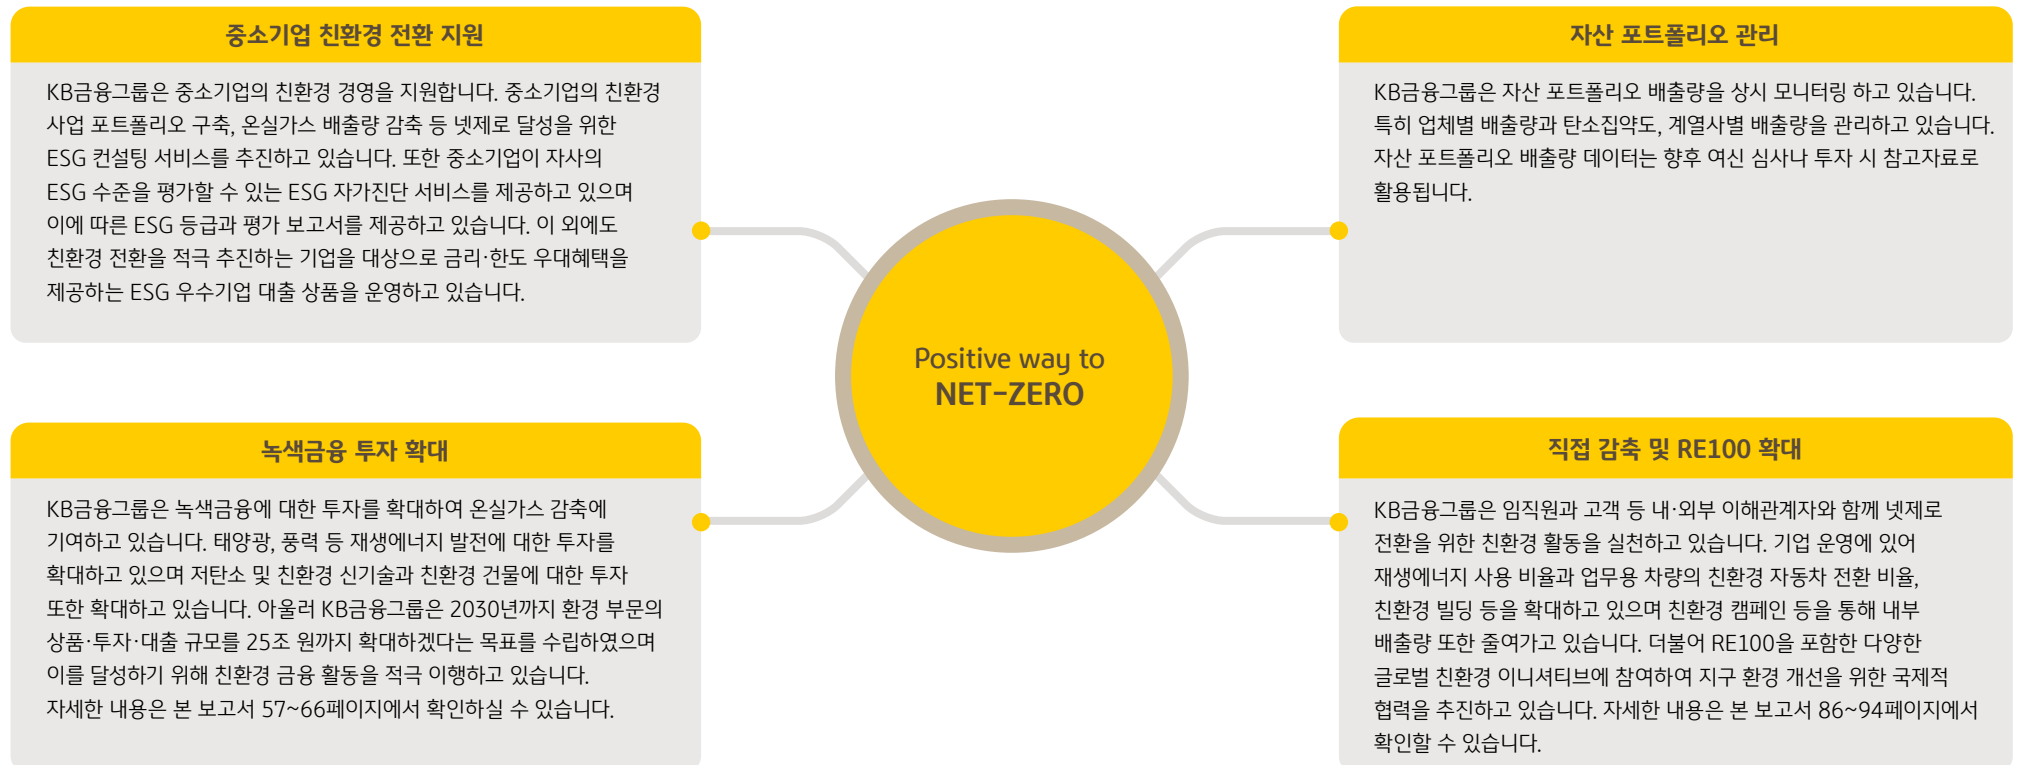 중소기업 친환경 전환 지원
KB금융그룹은 중소기업의 친환경 경영을 지원합니다. 중소기업의 친환경
사업 포트폴리오 구축, 온실가스 배출량 감축 등 넷제로 달성을 위한
ESG 컨설팅 서비스를 추진하고 있습니다. 또한 중소기업이 자사의
ESG 수준을 평가할 수 있는 ESG 자가진단 서비스를 제공하고 있으며
이에 따른 ESG 등급과 평가 보고서를 제공하고 있습니다. 이 외에도
친환경 전환을 적극 추진하는 기업을 대상으로 금리·한도 우대혜택을
제공하는 ESG 우수기업 대출 상품을 운영하고 있습니다.
자산 포트폴리오 관리
KB금융그룹은 자산 포트폴리오 배출량을 상시 모니터링 하고 있습니다.
특히 업체별 배출량과 탄소집약도, 계열사별 배출량을 관리하고 있습니다.
자산 포트폴리오 배출량 데이터는 향후 여신 심사나 투자 시 참고자료로
활용됩니다.
Positive way to
NET-ZERO
녹색금융 투자 확대
KB금융그룹은 녹색금융에 대한 투자를 확대하여 온실가스 감축에
기여하고 있습니다. 태양광, 풍력 등 재생에너지 발전에 대한 투자를
확대하고 있으며 저탄소 및 친환경 신기술과 친환경 건물에 대한 투자
또한 확대하고 있습니다. 아울러 KB금융그룹은 2030년까지 환경 부문의
상품·투자·대출 규모를 25조 원까지 확대하겠다는 목표를 수립하였으며
이를 달성하기 위해 친환경 금융 활동을 적극 이행하고 있습니다.
자세한 내용은 본 보고서 57~66페이지에서 확인하실 수 있습니다.
직접 감축 및 RE100 확대
KB금융그룹은 임직원과 고객 등 내·외부 이해관계자와 함께 넷제로
전환을 위한 친환경 활동을 실천하고 있습니다. 기업 운영에 있어
재생에너지 사용 비율과 업무용 차량의 친환경 자동차 전환 비율,
친환경 빌딩 등을 확대하고 있으며 친환경 캠페인 등을 통해 내부
배출량 또한 줄여가고 있습니다. 더불어 RE100을 포함한 다양한
글로벌 친환경 이니셔티브에 참여하여 지구 환경 개선을 위한 국제적
협력을 추진하고 있습니다. 자세한 내용은 본 보고서 86~94페이지에서
확인할 수 있습니다.